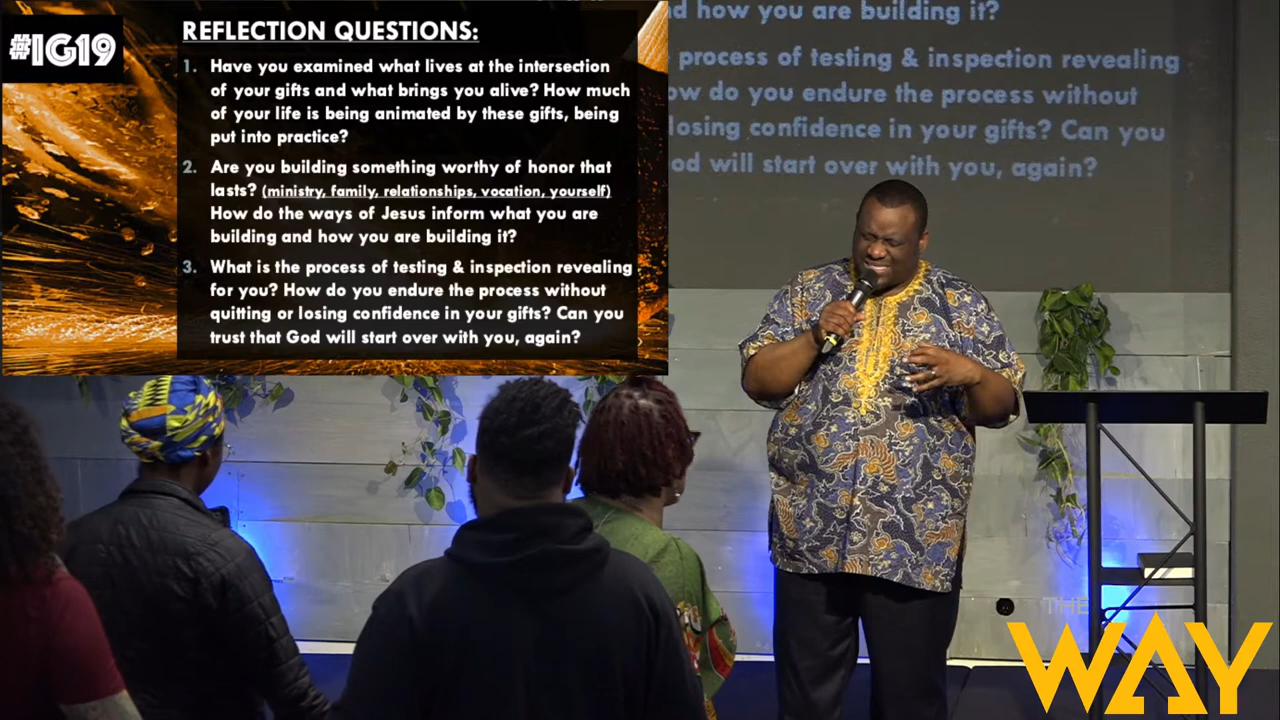 #IG19
REFLECTION QUESTIONS:
1. Have you examined what lives at the intersection
of your gifts and what brings you alive? How much
of your life is being animated by these gifts, being
put into practice?
2. Are you building something worthy of honor that
lasts? (ministry, family, relationships, vocation, yourself)
How do the ways of Jesus inform what you are
building and how you are building it?
3. What is the process of testing & inspection revealing
for you? How do you endure the process without
quitting or losing confidence in your gifts? Can you
trust that God will start over with you, again?
how you are building it?
process of testing & inspection revealing
do you endure the process without
losing confidence in your gifts? Can you
will start over with you, again?
THE
WAY